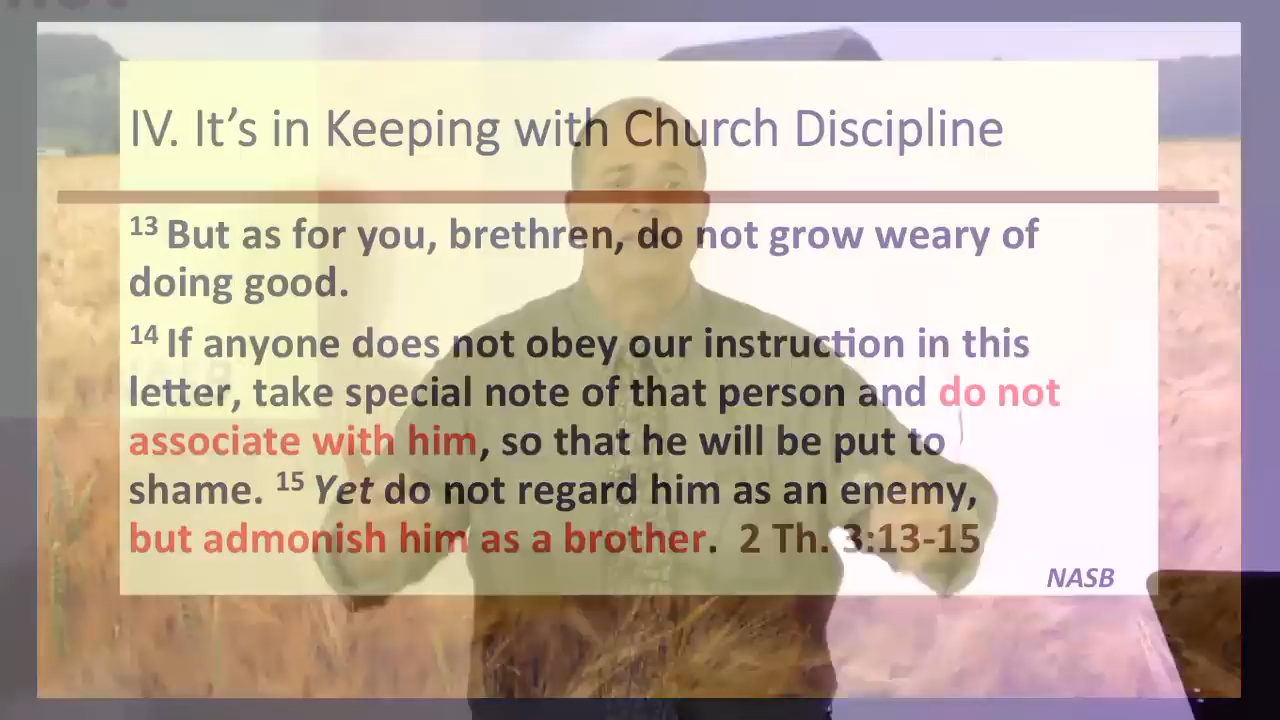 IV. It's in Keeping with Church Discipline
13 But as for you, brethren, do not grow weary of
doing good.
14 If anyone does not obey our instruction in this
letter, take special note of that person and do not
associate with him, so that he will be put to
shame. 15 Yet do not regard him as an enemy,
but admonish him as a brother. 2 Th. 3:13-15
NASB